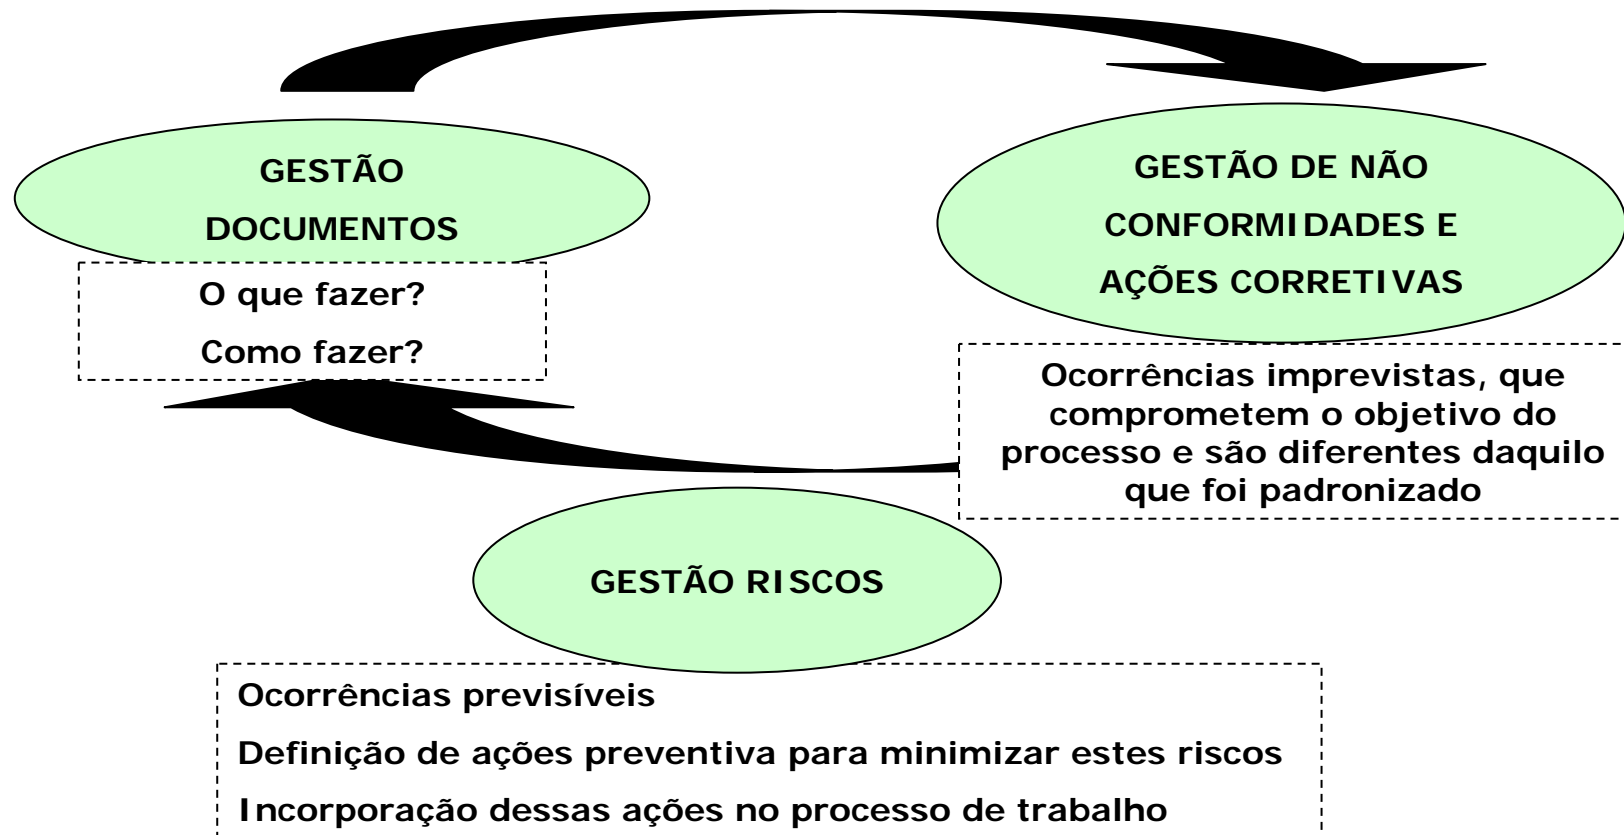 GESTÃO
DOCUMENTOS
O que fazer?
Como fazer?
GESTÃO DE NÃO
CONFORMIDADES E
AÇÕES CORRETIVAS
Ocorrências imprevistas, que
comprometem o objetivo do
processo e são diferentes daquilo
que foi padronizado
GESTÃO RISCOS
Ocorrências previsíveis
Definição de ações preventiva para minimizar estes riscos
Incorporação dessas ações no processo de trabalho